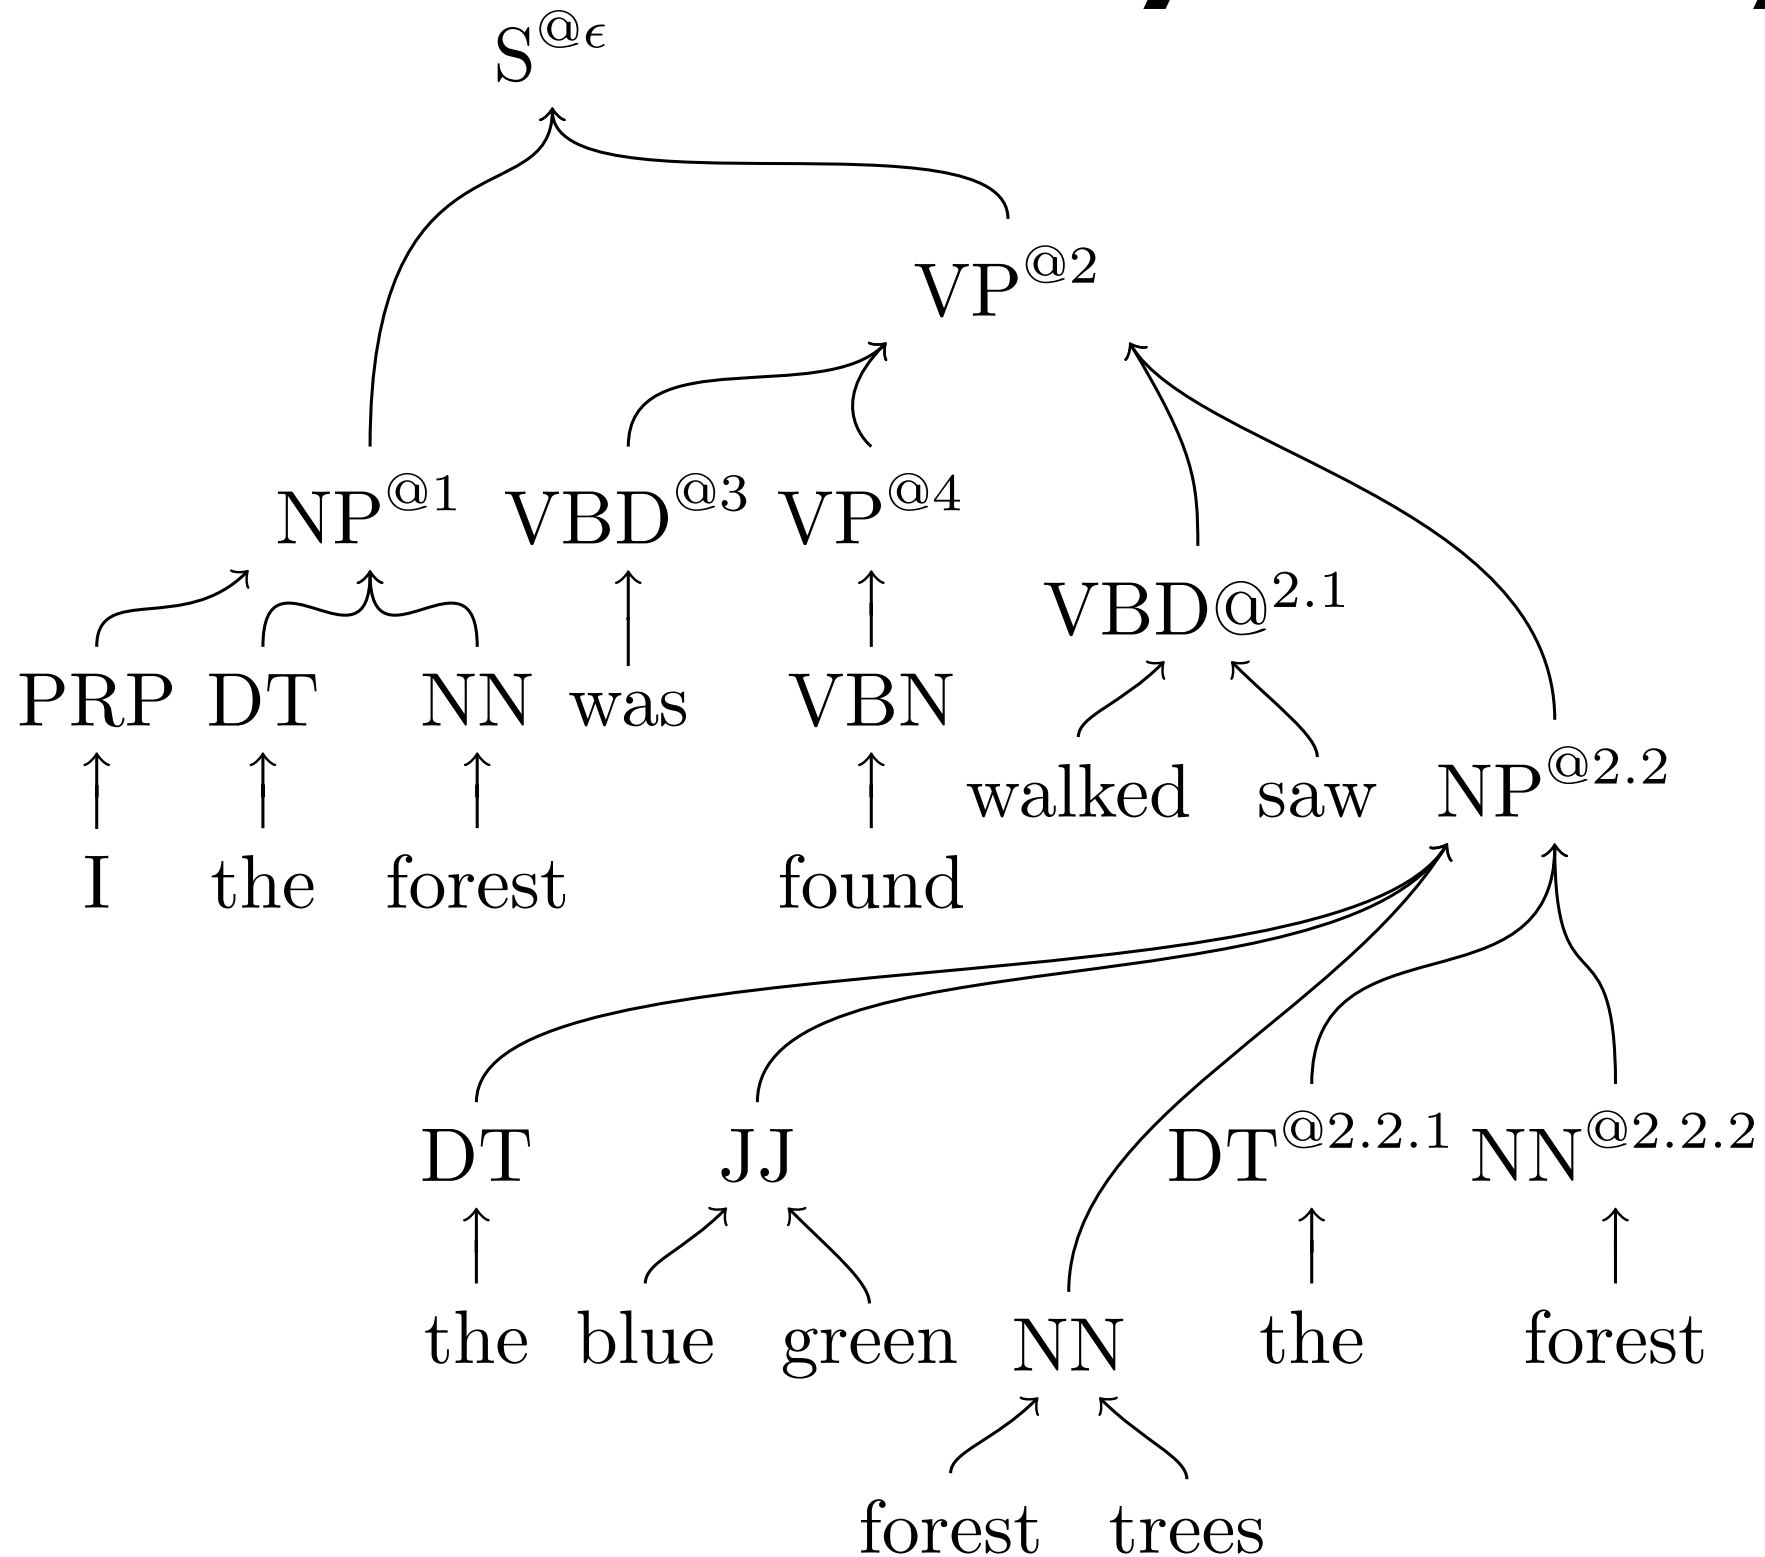 S@ϵ
VP@2
NP@1 VBD@3 VP@4
VBD@2.1
PRP DT NN was VBN
walked saw NP@2.2
I the forest found
DT JJ DT@2.2.1 NN@2.2.2
the blue green NN the forest
forest trees